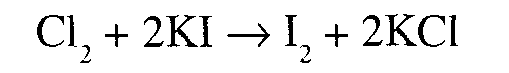 Cl₂ + 2KI → I₂ + 2KCl